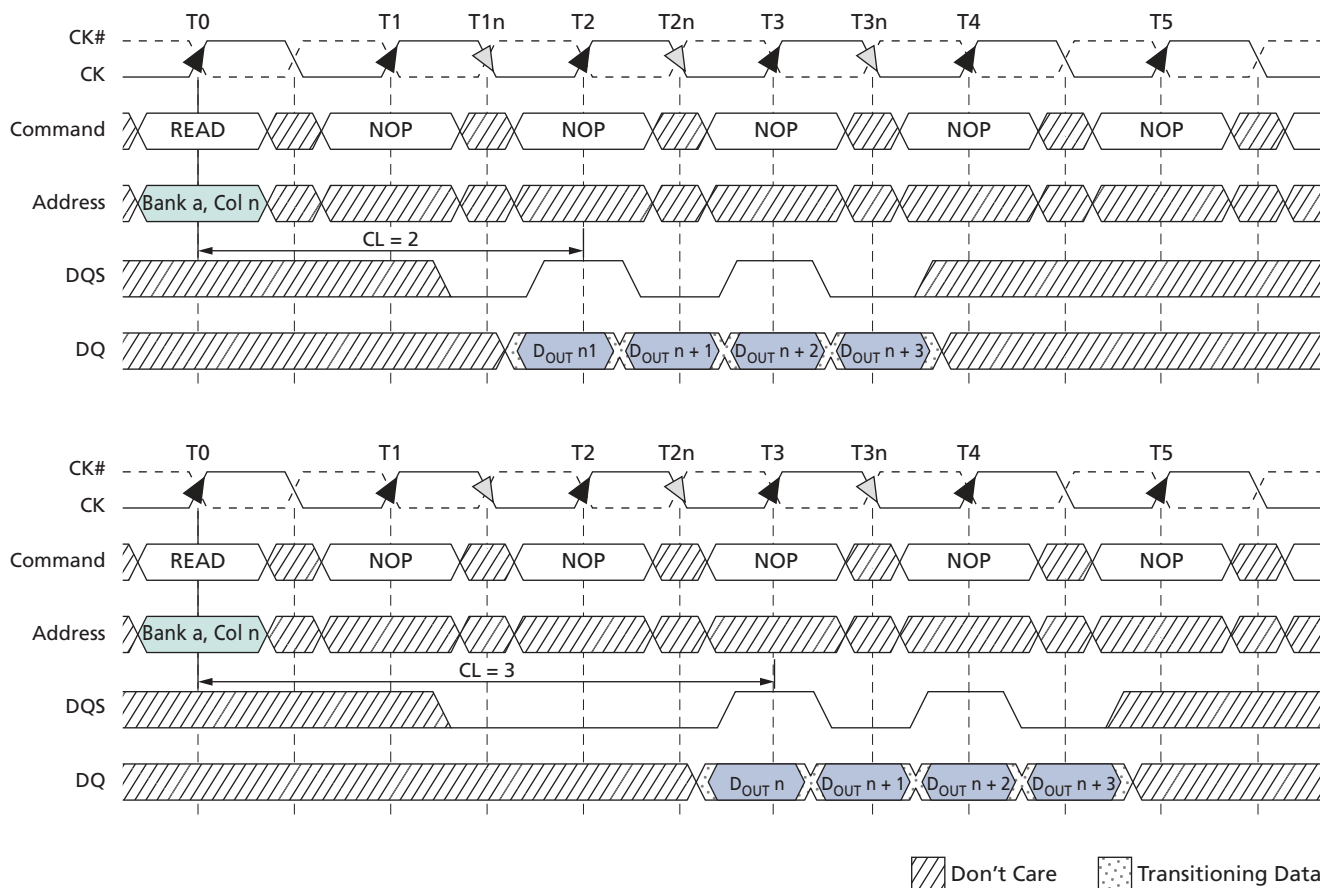 T0 T1 T1n T2 T2n T3 T3n T4 T5
CK#
CK
Command READ NOP NOP NOP NOP NOP
Address Bank a, Col n
CL = 2
DQS
DQ DOUT n1 DOUT n + 1 DOUT n + 2 DOUT n + 3
T0 T1 T2 T2n T3 T3n T4 T5
CK#
CK
Command READ NOP NOP NOP NOP NOP
Address Bank a, Col n
CL = 3
DQS
DQ DOUT n DOUT n + 1 DOUT n + 2 DOUT n + 3
Don't Care Transitioning Data